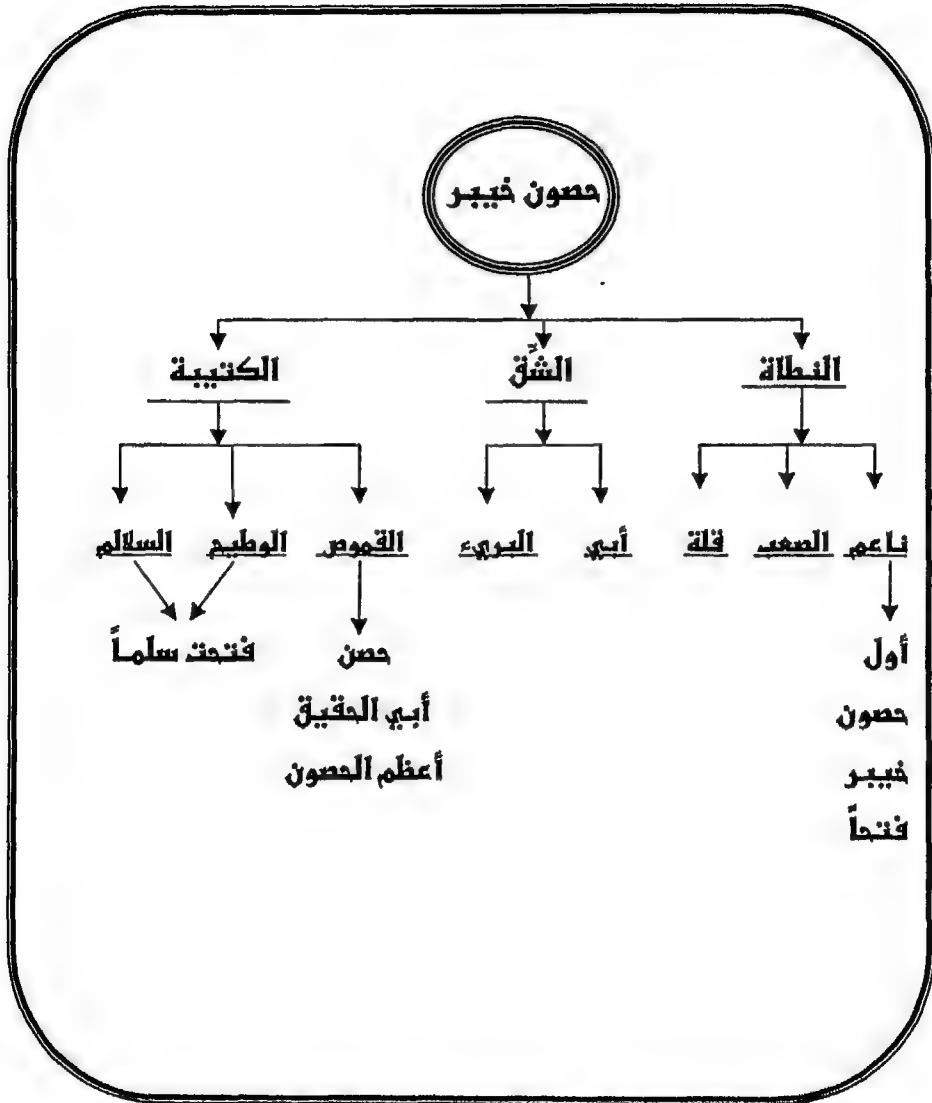 حصون خيبر
النطاة الشِّق الكتيبة
ناعم الصعب قلة أبي البريء القموص الوطيح السلالم
أول حصن فتحت سلماً
حصون أبي الحقيق
خيبر أعظم الحصون
فتحاً